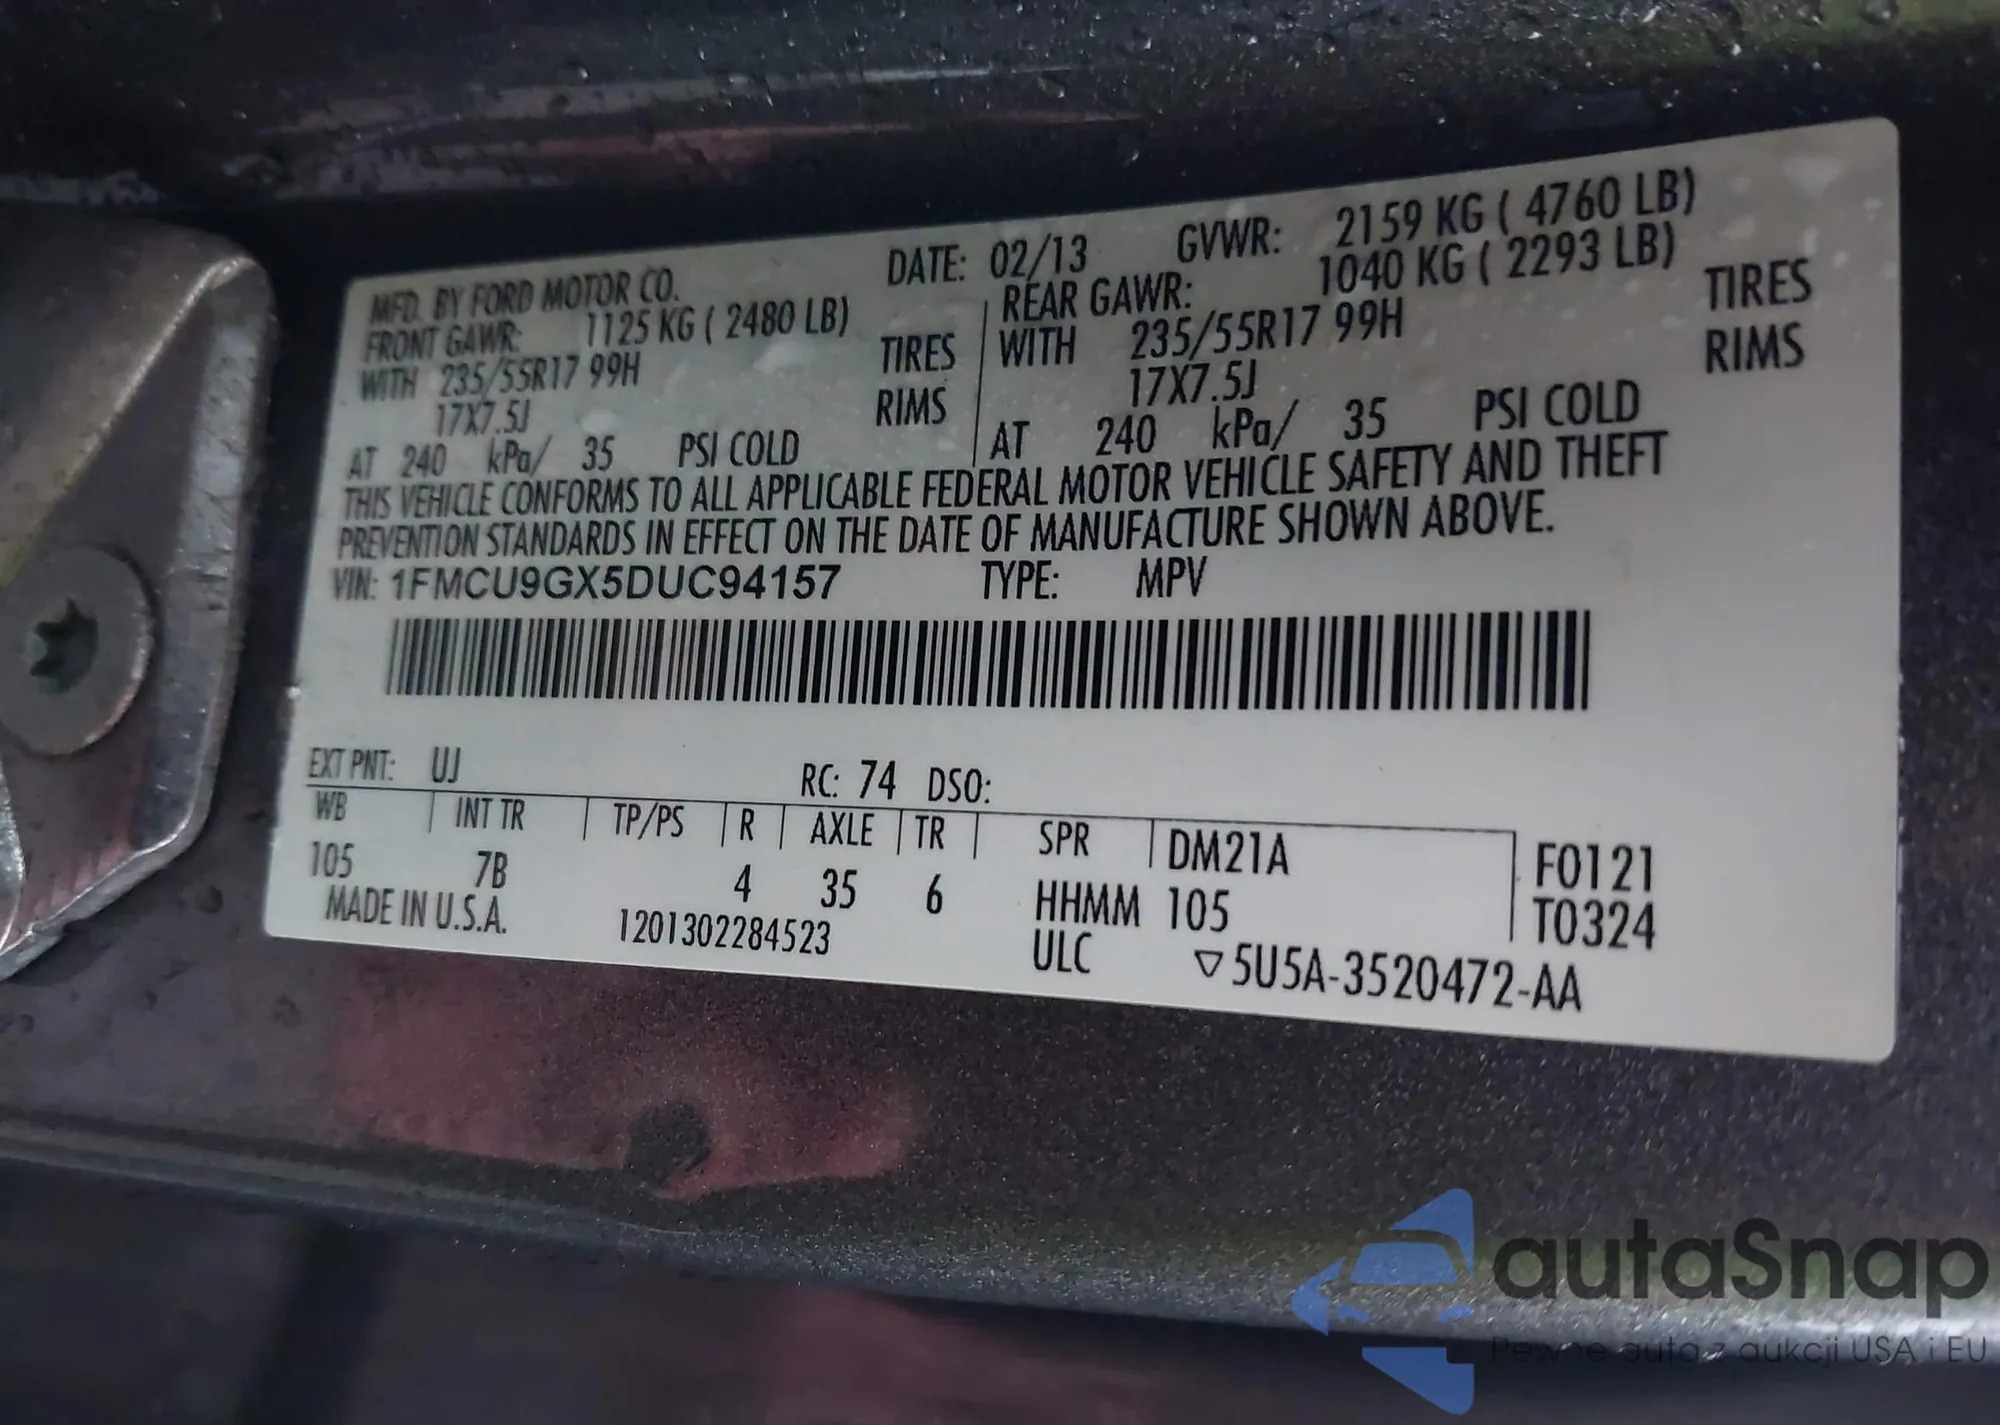 MFD. BY FORD MOTOR CO. DATE: 02/13 GVWR: 2159 KG ( 4760 LB)
FRONT GAWR: 1125 KG ( 2480 LB) REAR GAWR: 1040 KG ( 2293 LB)
WITH 235/55R17 99H TIRES WITH 235/55R17 99H TIRES
17X7.5J RIMS 17X7.5J RIMS
AT 240 kPa/ 35 PSI COLD AT 240 kPa/ 35 PSI COLD
THIS VEHICLE CONFORMS TO ALL APPLICABLE FEDERAL MOTOR VEHICLE SAFETY AND THEFT
PREVENTION STANDARDS IN EFFECT ON THE DATE OF MANUFACTURE SHOWN ABOVE.
VIN: 1FMCU9GX5DUC94157 TYPE: MPV
EXT PNT: UJ RC: 74 DSO:
WB INT TR TP/PS R AXLE TR SPR DM21A F0121
105 7B 4 35 6 HHMM 105 T0324
MADE IN U.S.A. 1201302284523 ULC ▽5U5A-3520472-AA
autaSnap
Pewne auta z aukcji USA i EU